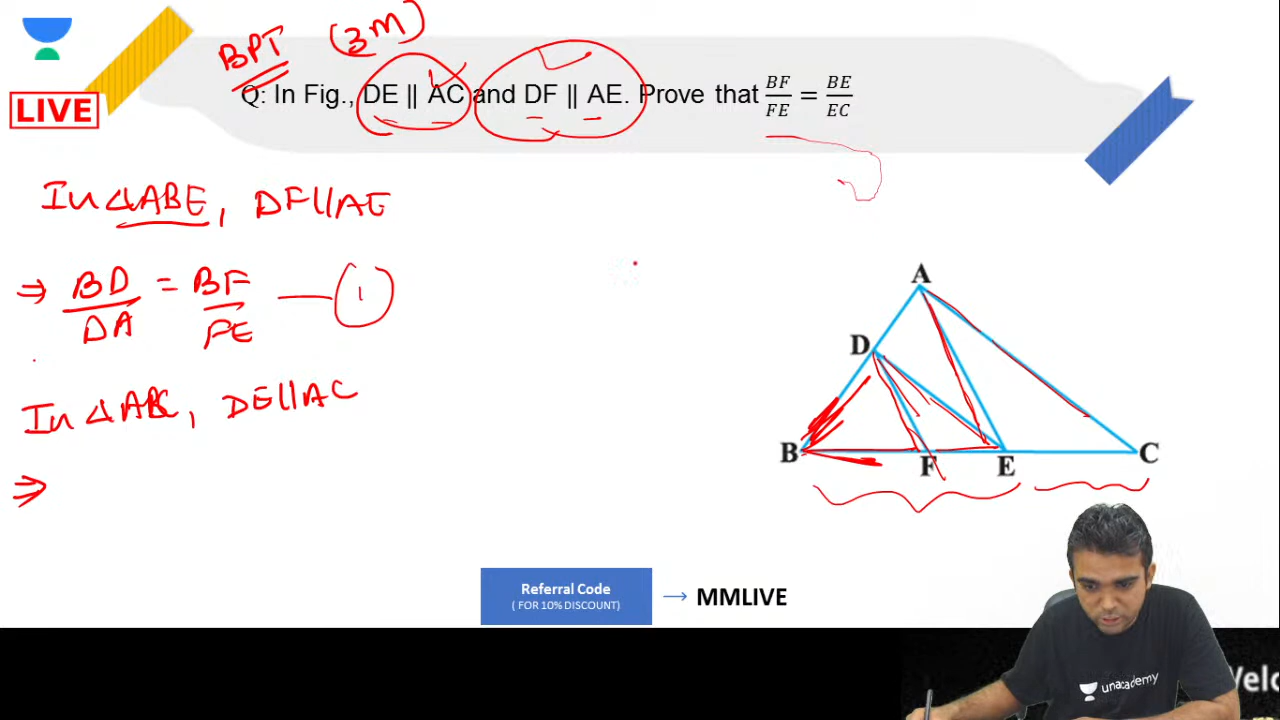 BPT (3M)
LIVE
Q: In Fig., DE || AC and DF || AE. Prove that BF/FE = BE/EC
In ∠ABE, DF||AE
⇒ BD/DA = BF/FE — 1
In ∠ABC, DE||AC
⇒
A
D
B F E C
Referral Code
( FOR 10% DISCOUNT)
→ MMLIVE
unacademy
Welc